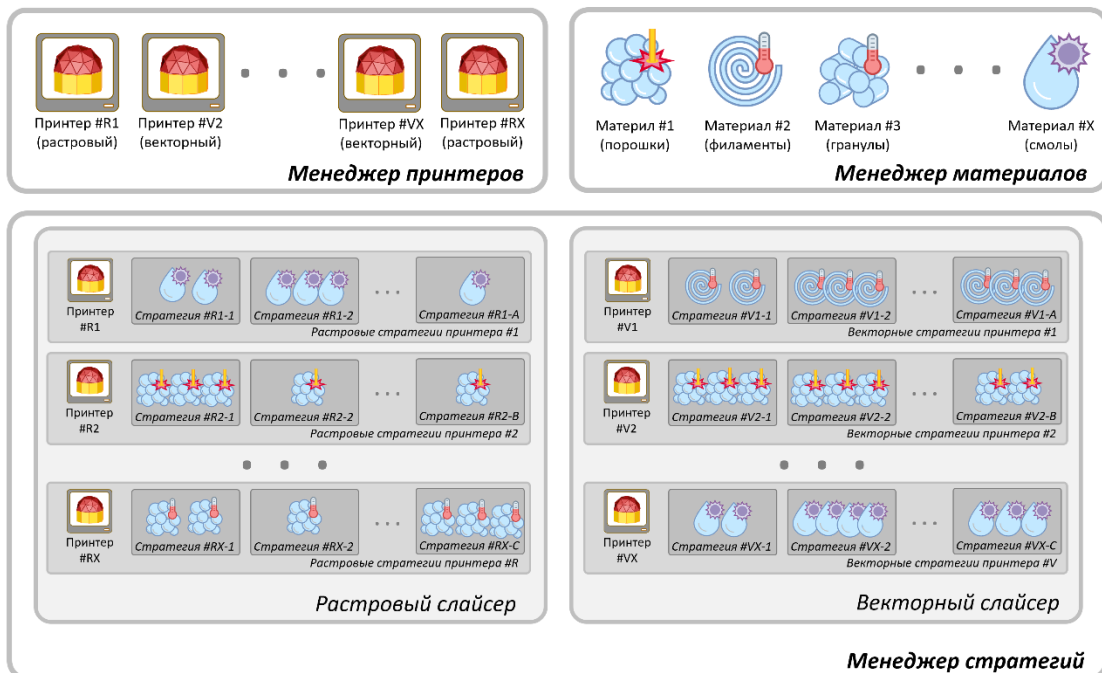 Принтер #R1
(растровый)
Принтер #V2
(векторный)
Принтер #VX
(векторный)
Принтер #RX
(растровый)
Менеджер принтеров
Материл #1
(порошки)
Материал #2
(филаменты)
Материал #3
(гранулы)
Материал #X
(смолы)
Менеджер материалов
Принтер
#R1
Стратегия #R1-1
Стратегия #R1-2
...
Стратегия #R1-A
Растровые стратегии принтера #1
Принтер
#R2
Стратегия #R2-1
Стратегия #R2-2
...
Стратегия #R2-B
Растровые стратегии принтера #2
Принтер
#RX
Стратегия #RX-1
Стратегия #RX-2
...
Стратегия #RX-C
Растровые стратегии принтера #R
Растровый слайсер
Принтер
#V1
Стратегия #V1-1
Стратегия #V1-2
...
Стратегия #V1-A
Векторные стратегии принтера #1
Принтер
#V2
Стратегия #V2-1
Стратегия #V2-2
...
Стратегия #V2-B
Векторные стратегии принтера #2
Принтер
#VX
Стратегия #VX-1
Стратегия #VX-2
...
Стратегия #VX-C
Векторные стратегии принтера #V
Векторный слайсер
Менеджер стратегий